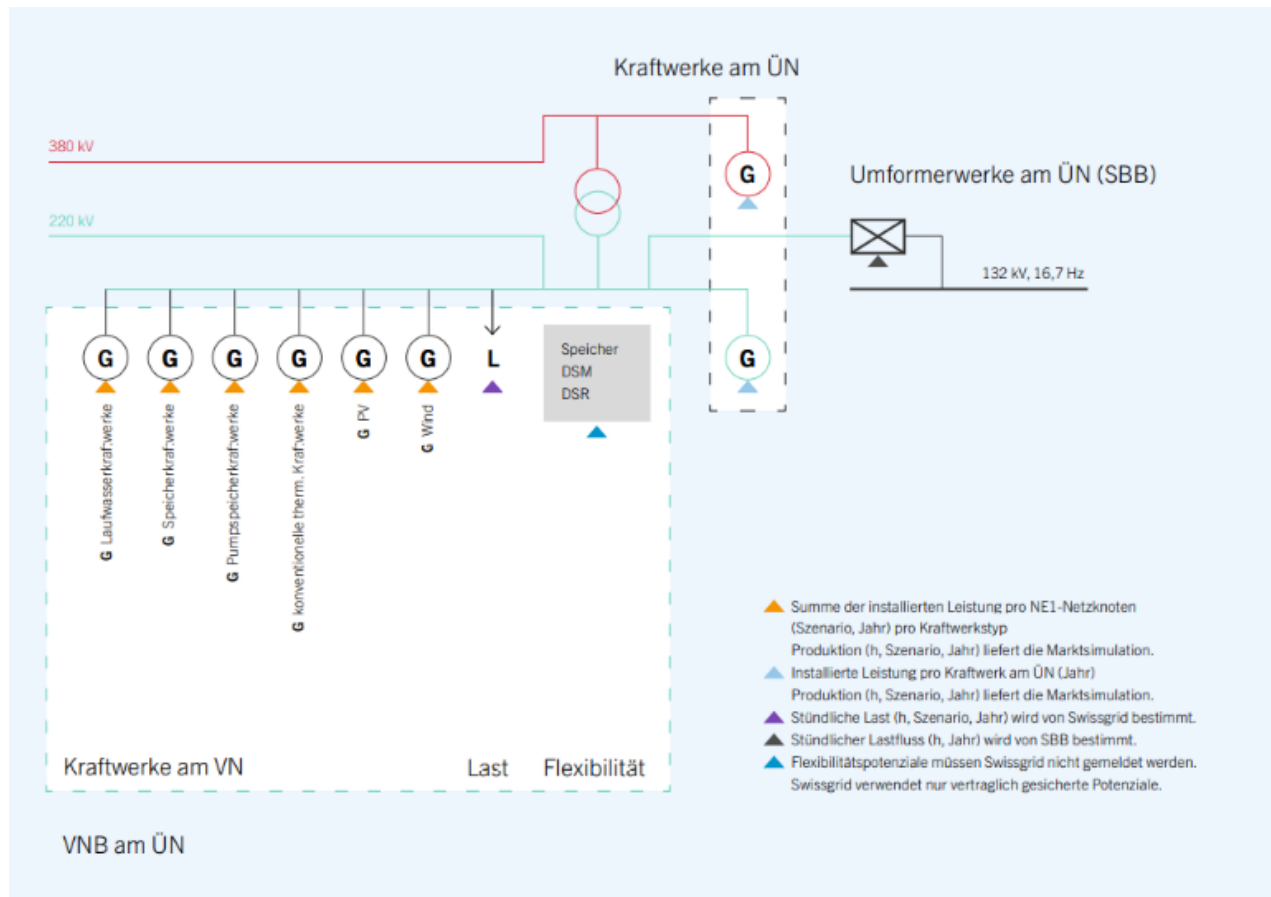 Kraftwerke am ÜN
380 kV
G
Umformerwerke am ÜN (SBB)
220 kV
132 kV, 16,7 Hz
G
G
G
G
G
G
L
Speicher
DSM
DSR
G
G Laufwasserkraftwerke
G Speicherkraftwerke
G Pumpspeicherkraftwerke
G konventionelle therm. Kraftwerke
G PV
G Wind
Summe der installierten Leistung pro NE1-Netzknoten
(Szenario, Jahr) pro Kraftwerkstyp
Produktion (h, Szenario, Jahr) liefert die Marktsimulation.
Installierte Leistung pro Kraftwerk am ÜN (Jahr)
Produktion (h, Szenario, Jahr) liefert die Marktsimulation.
Stündliche Last (h, Szenario, Jahr) wird von Swissgrid bestimmt.
Stündlicher Lastfluss (h, Jahr) wird von SBB bestimmt.
Flexibilitätspotenziale müssen Swissgrid nicht gemeldet werden.
Swissgrid verwendet nur vertraglich gesicherte Potenziale.
Kraftwerke am VN
Last
Flexibilität
VNB am ÜN